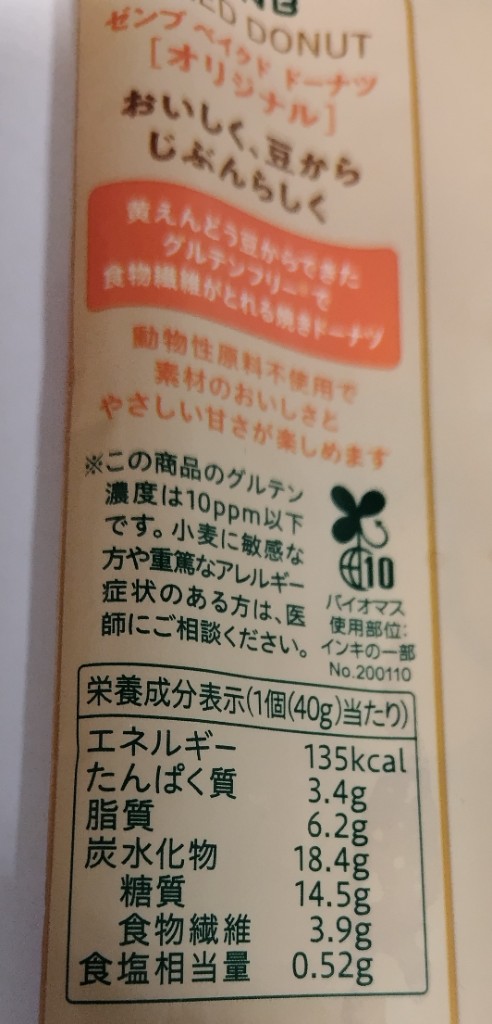 BAKED DONUT
ゼンブ ベイクド ドーナツ
[オリジナル]
おいしく、豆から
じぶんらしく
黄えんどう豆からできた
グルテンフリー※で
食物繊維がとれる焼きドーナツ
動物性原料不使用で
素材のおいしさと
やさしい甘さが楽しめます
※この商品のグルテン
濃度は10ppm以下
です。小麦に敏感な
方や重篤なアレルギー
症状のある方は、医
師にご相談ください。
10
バイオマス
使用部位:
インキの一部
No.200110
栄養成分表示(1個(40g)当たり)
エネルギー 135kcal
たんぱく質 3.4g
脂質 6.2g
炭水化物 18.4g
糖質 14.5g
食物繊維 3.9g
食塩相当量 0.52g